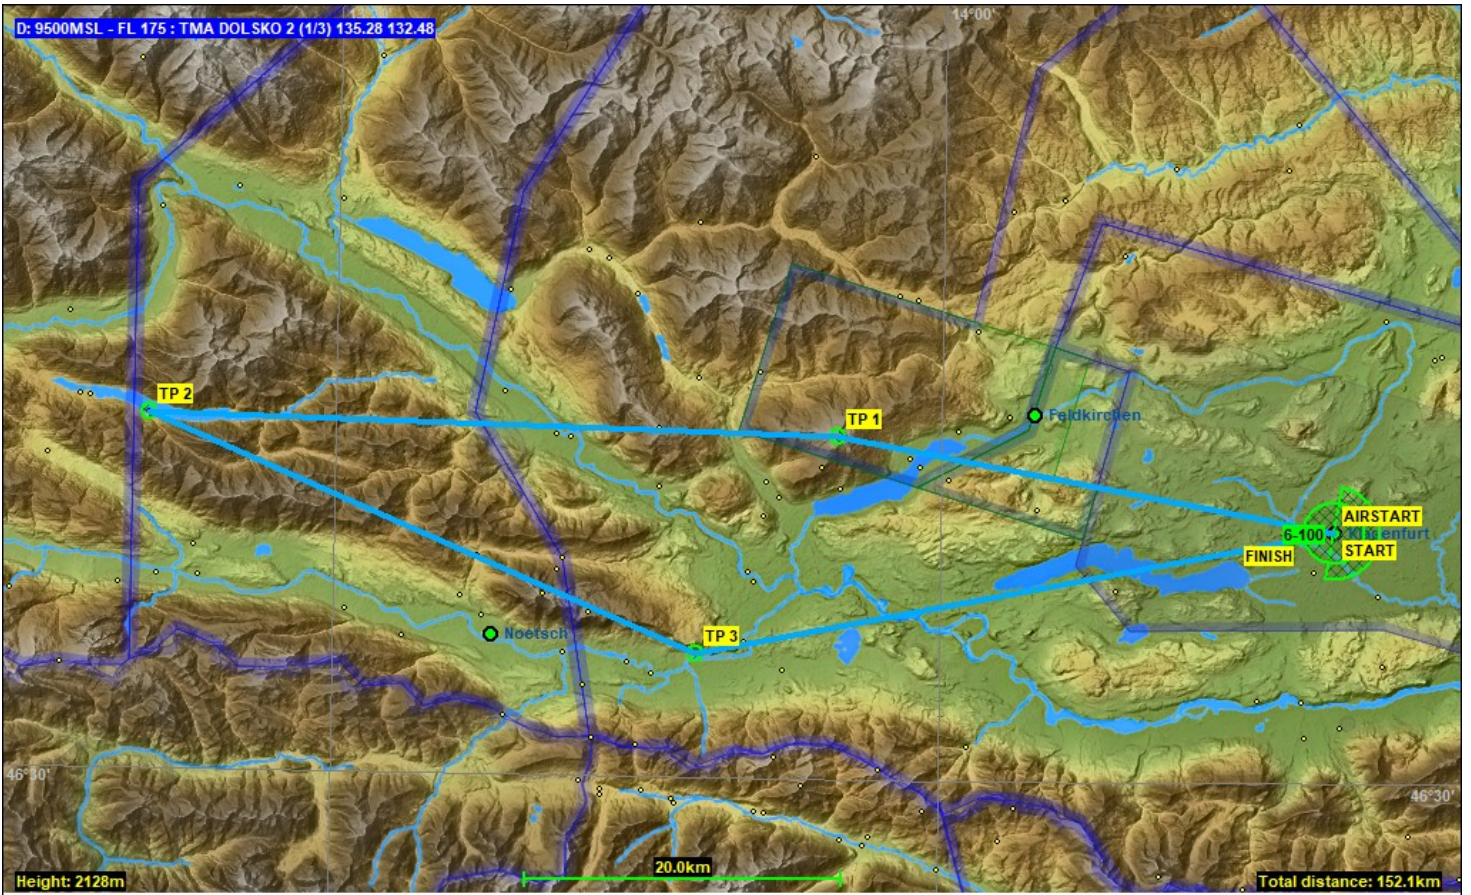 D: 9500MSL - FL 175 : TMA DOLSKO 2 (1/3) 135.28 132.48
14°00'
TP 2
TP 1
Feldkirchen
AIRSTART
6-100
Klagenfurt
START
FINISH
TP 3
Noetsch
46°30'
46°30'
20.0km
Height: 2128m
Total distance: 152.1km